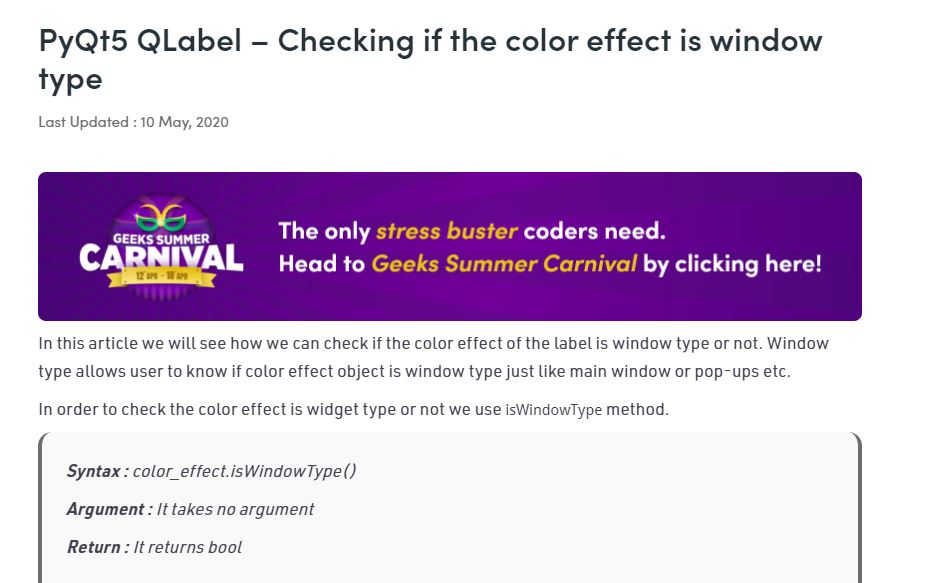 PyQt5 QLabel – Checking if the color effect is window
type
Last Updated : 10 May, 2020
GEEKS SUMMER
CARNIVAL
12 APR - 18 APR
The only stress buster coders need.
Head to Geeks Summer Carnival by clicking here!
In this article we will see how we can check if the color effect of the label is window type or not. Window
type allows user to know if color effect object is window type just like main window or pop-ups etc.
In order to check the color effect is widget type or not we use isWindowType method.
Syntax : color_effect.isWindowType()
Argument : It takes no argument
Return : It returns bool